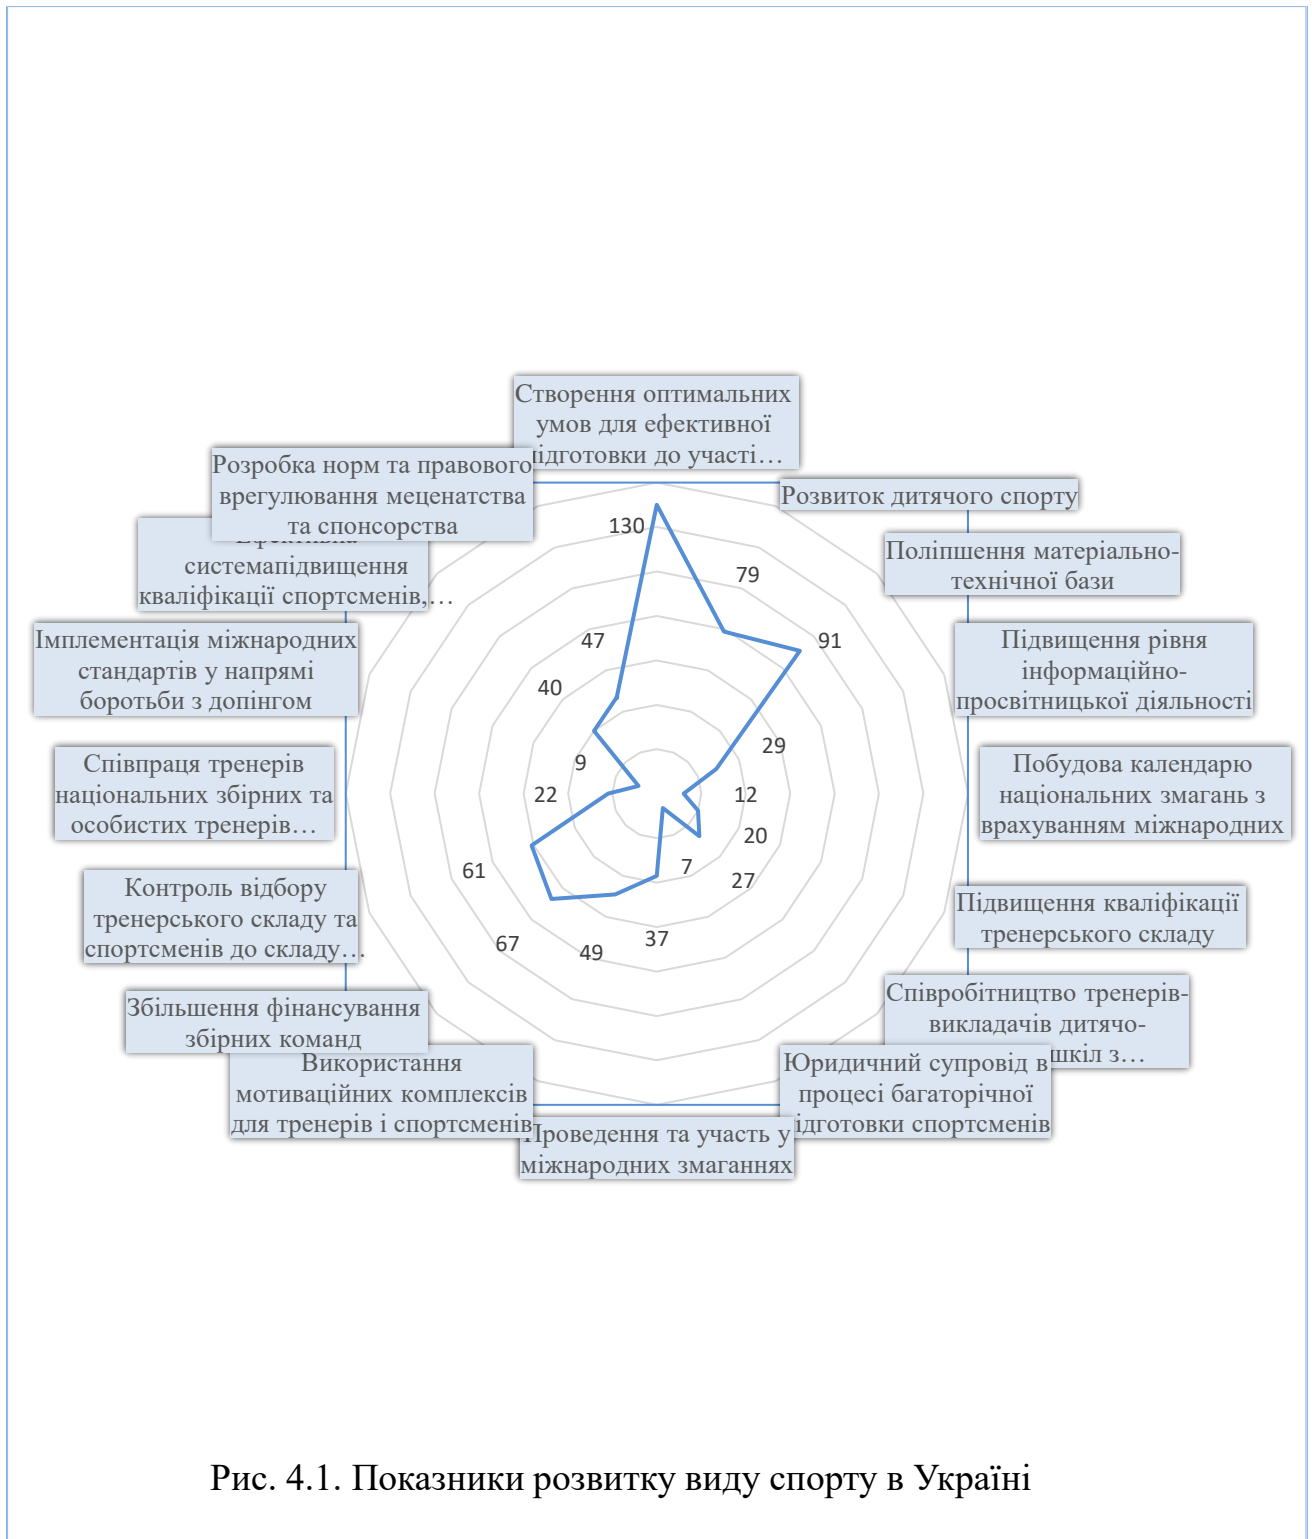 Створення оптимальних
умов для ефективної
ідготовки до участі…
Розвиток дитячого спорту
Поліпшення матеріально-
технічної бази
Підвищення рівня
інформаційно-
просвітницької діяльності
Побудова календарю
національних змагань з
врахуванням міжнародних
Підвищення кваліфікації
тренерського складу
Співробітництво тренерів-
викладачів дитячо-
шкіл з…
Юридичний супровід в
процесі багаторічної
ідготовки спортсменів
Проведення та участь у
міжнародних змаганнях
Використання
мотиваційних комплексів
для тренерів і спортсменів
Збільшення фінансування
збірних команд
Контроль відбору
тренерського складу та
спортсменів до складу…
Співпраця тренерів
національних збірних та
особистих тренерів…
Імплементація міжнародних
стандартів у напрямі
боротьби з допінгом
Ефективна
системапідвищення
кваліфікації спортсменів,…
Розробка норм та правового
врегулювання меценатства
та спонсорства
130
79
91
29
12
20
27
7
37
49
67
61
22
9
40
47
Рис. 4.1. Показники розвитку виду спорту в Україні